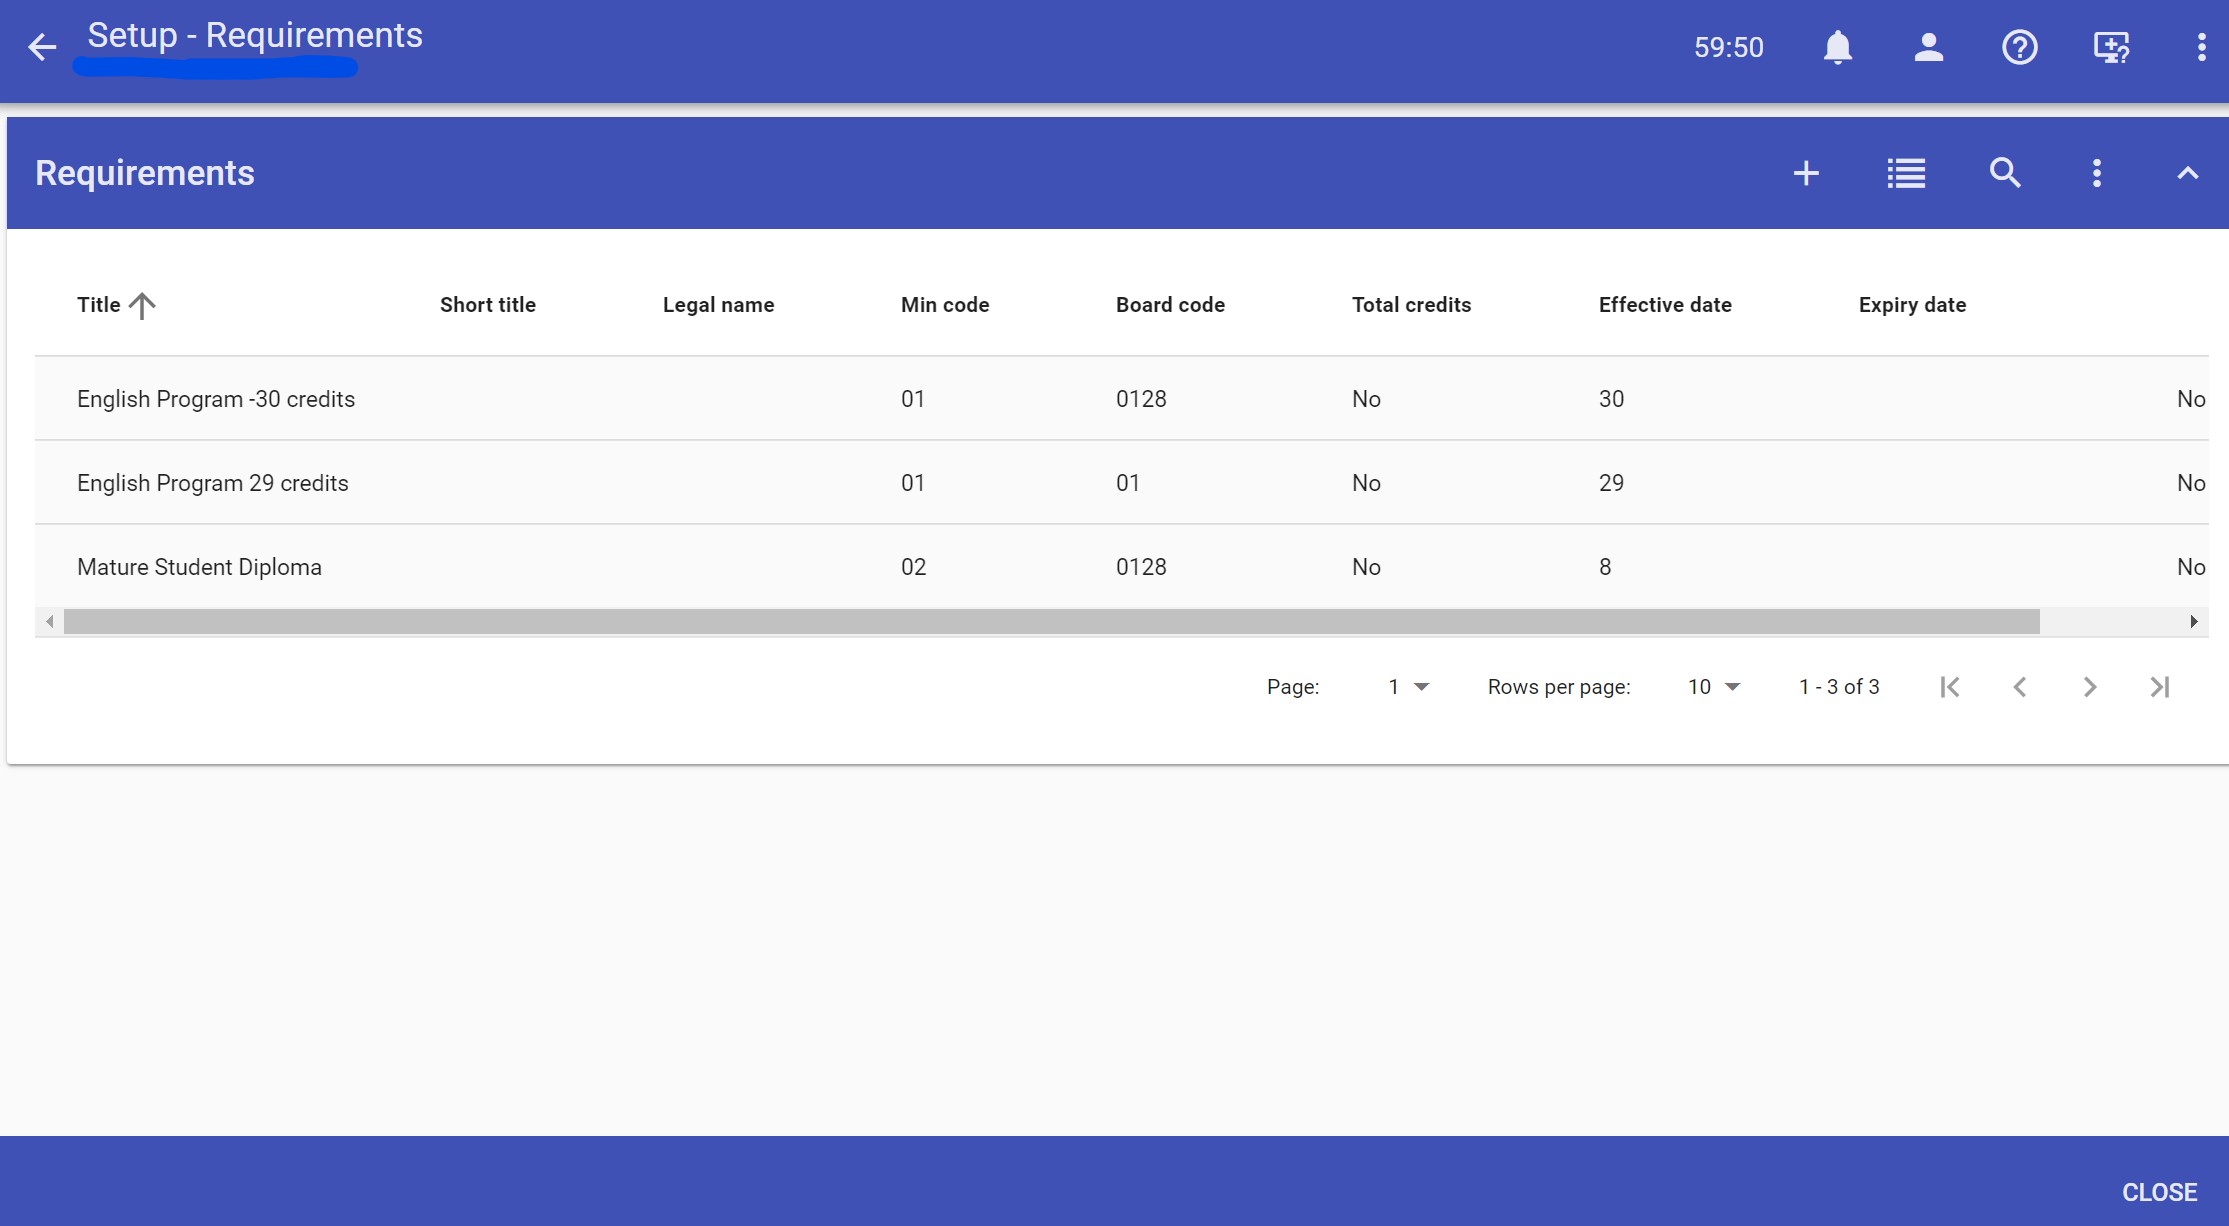 Setup - Requirements
59:50
Requirements
Title Short title Legal name Min code Board code Total credits Effective date Expiry date
English Program -30 credits 01 0128 No 30 No
English Program 29 credits 01 01 No 29 No
Mature Student Diploma 02 0128 No 8 No
Page: 1 Rows per page: 10 1 - 3 of 3
CLOSE